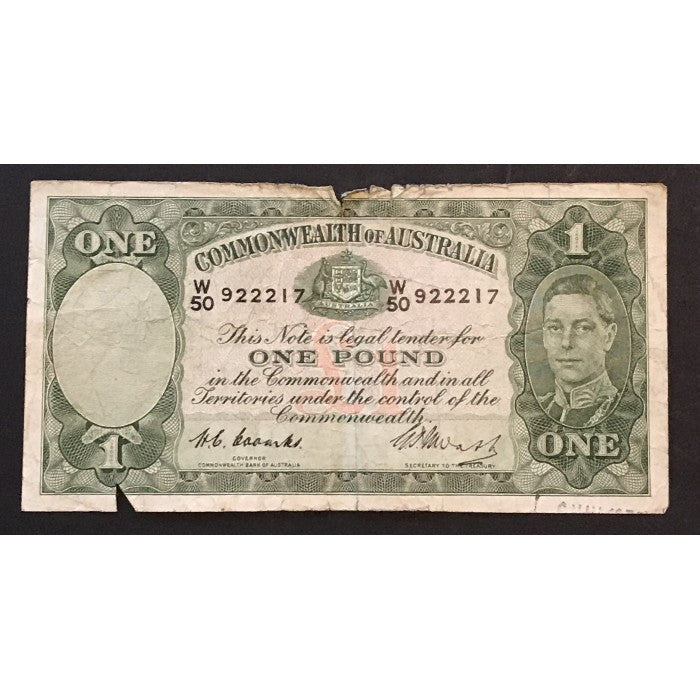 ONE
1
COMMONWEALTH OF AUSTRALIA
W/50 922217 W/50 922217
AUSTRALIA
This Note is legal tender for
ONE POUND
in the Commonwealth and in all
Territories under the control of the
Commonwealth.
H.C. Coombs.
GOVERNOR
COMMONWEALTH BANK OF AUSTRALIA
SECRETARY TO THE TREASURY
1
ONE